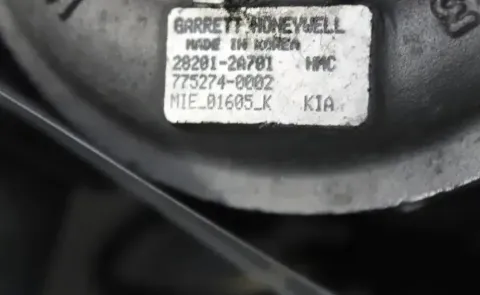 GARRETT HONEYWELL
MADE IN KOREA
28201-2A701 HMC
775274-0002
MIE_01605_K KIA